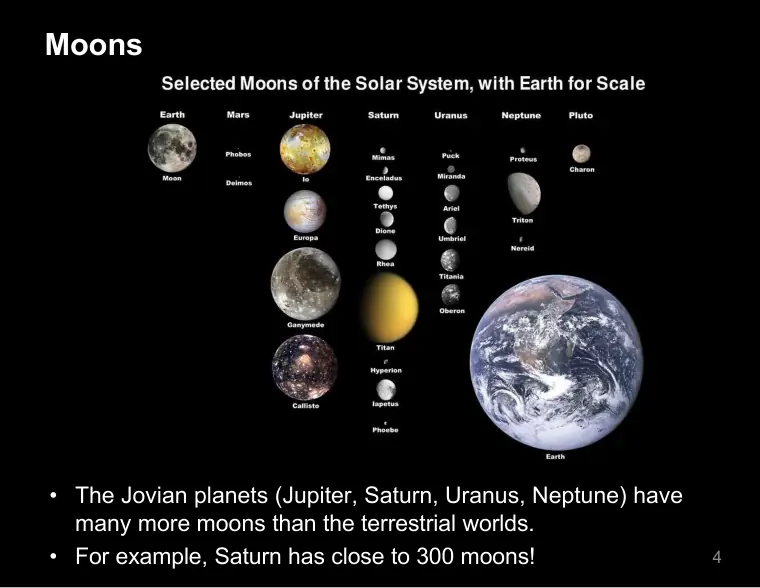 Moons
Selected Moons of the Solar System, with Earth for Scale
Earth Mars Jupiter Saturn Uranus Neptune Pluto
Moon
Phobos
Deimos
Io
Europa
Ganymede
Callisto
Mimas
Enceladus
Tethys
Dione
Rhea
Titan
Hyperion
Iapetus
Phoebe
Puck
Miranda
Ariel
Umbriel
Titania
Oberon
Proteus
Triton
Nereid
Charon
Earth
• The Jovian planets (Jupiter, Saturn, Uranus, Neptune) have
many more moons than the terrestrial worlds.
• For example, Saturn has close to 300 moons!
4